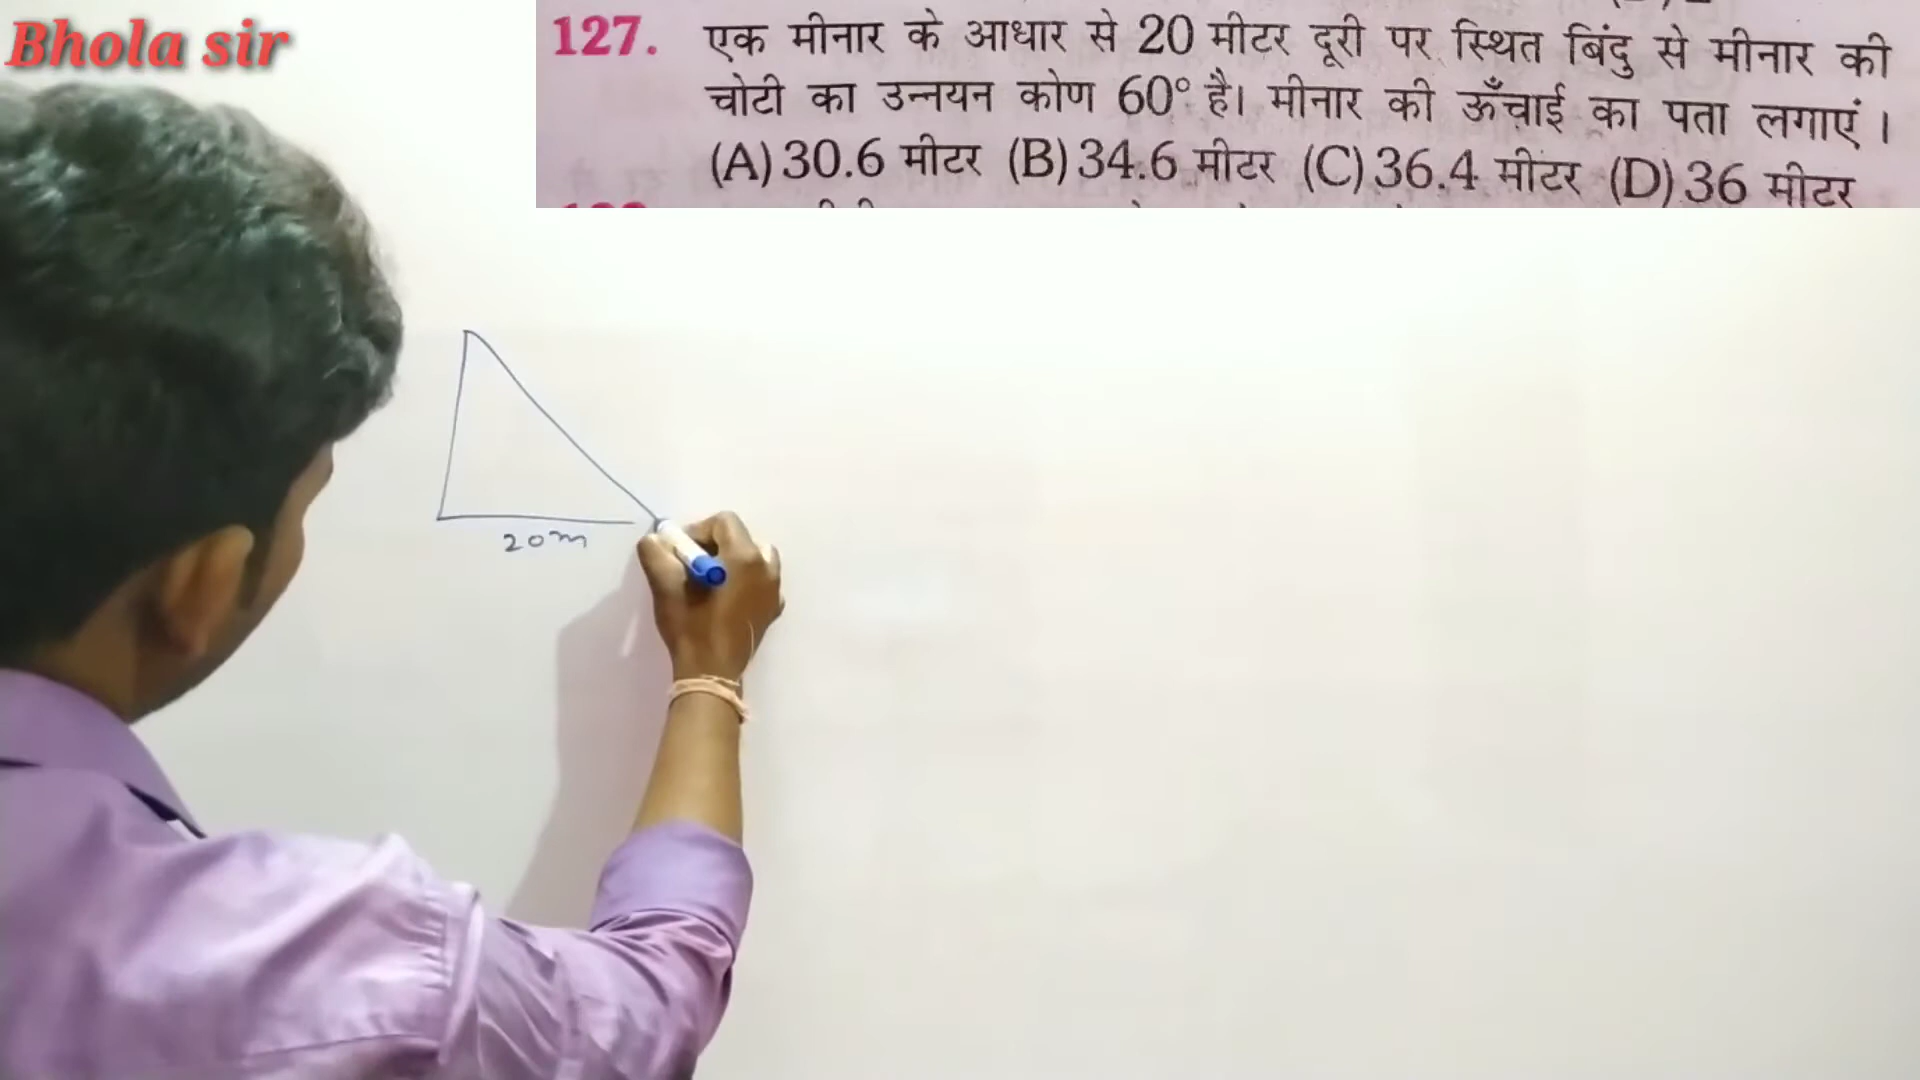 Bhola sir
127. एक मीनार के आधार से 20 मीटर दूरी पर स्थित बिंदु से मीनार की
चोटी का उन्नयन कोण 60° है। मीनार की ऊँचाई का पता लगाएं।
(A) 30.6 मीटर (B) 34.6 मीटर (C) 36.4 मीटर (D) 36 मीटर
20m